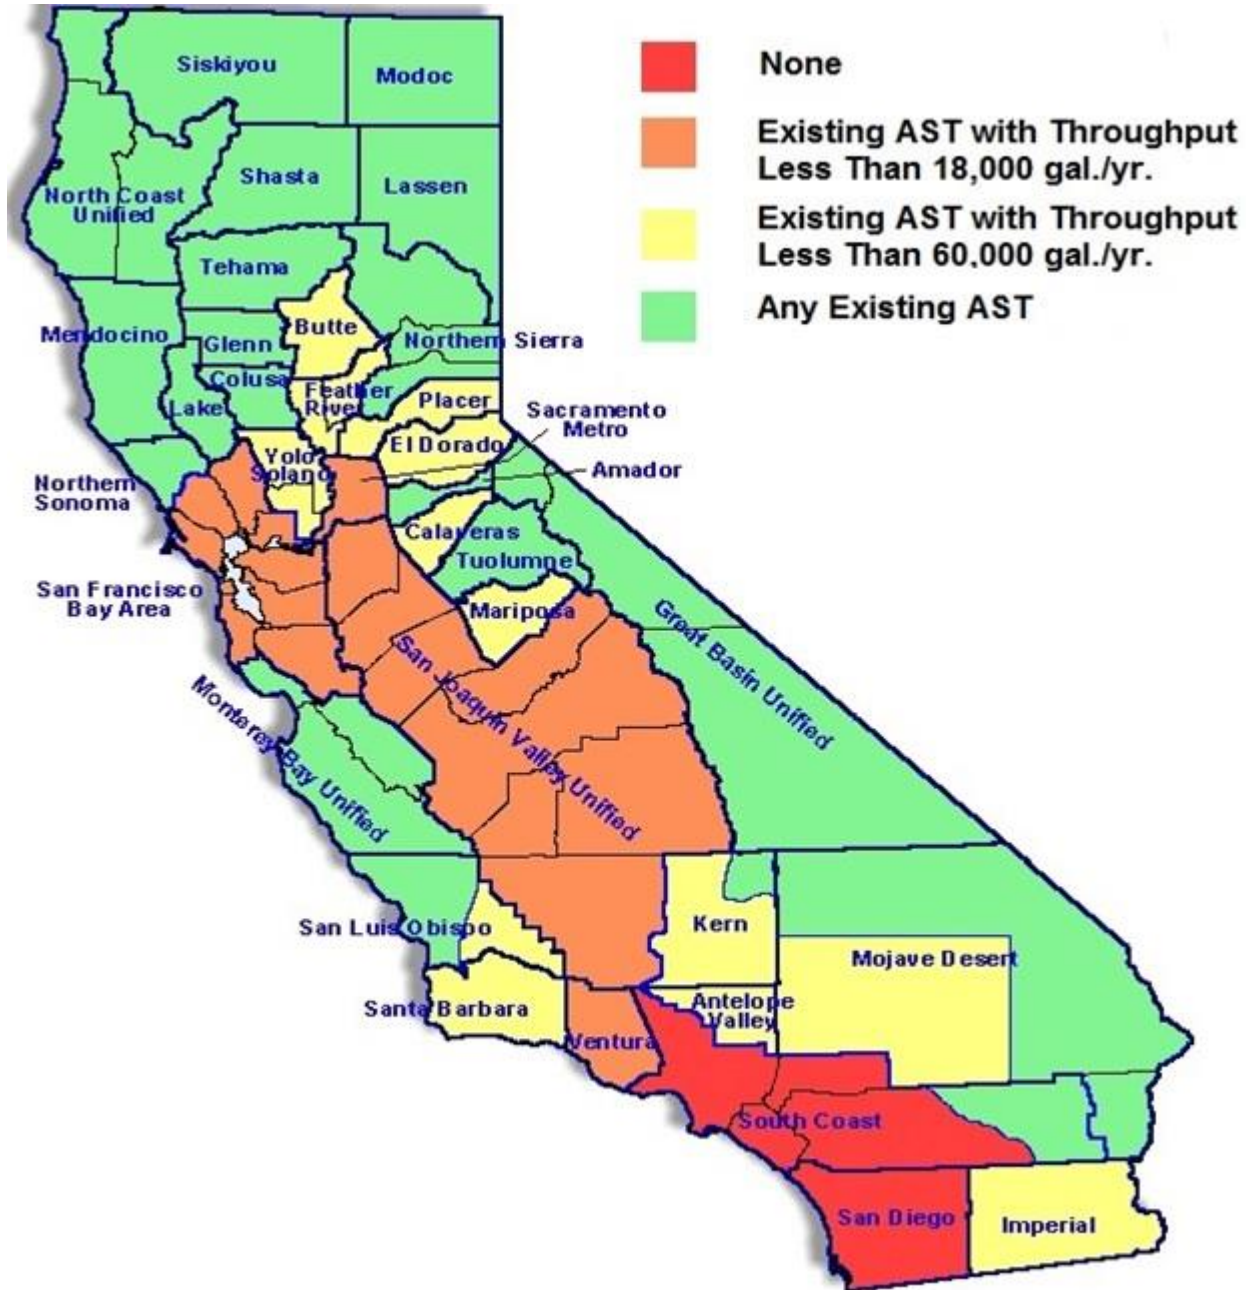 None
Existing AST with Throughput
Less Than 18,000 gal./yr.
Existing AST with Throughput
Less Than 60,000 gal./yr.
Any Existing AST
Siskiyou
Modoc
Shasta
Lassen
North Coast
Unified
Tehama
Mendocino
Butte
Glenn
Northern Sierra
Colusa
Lake
Feather
River
Placer
Sacramento
Metro
El Dorado
Yolo
Solano
Amador
Northern
Sonoma
Calaveras
Tuolumne
San Francisco
Bay Area
Mariposa
Great Basin Unified
San Joaquin Valley Unified
Monterey Bay Unified
San Luis Obispo
Kern
Mojave Desert
Santa Barbara
Antelope
Valley
Ventura
South Coast
San Diego
Imperial